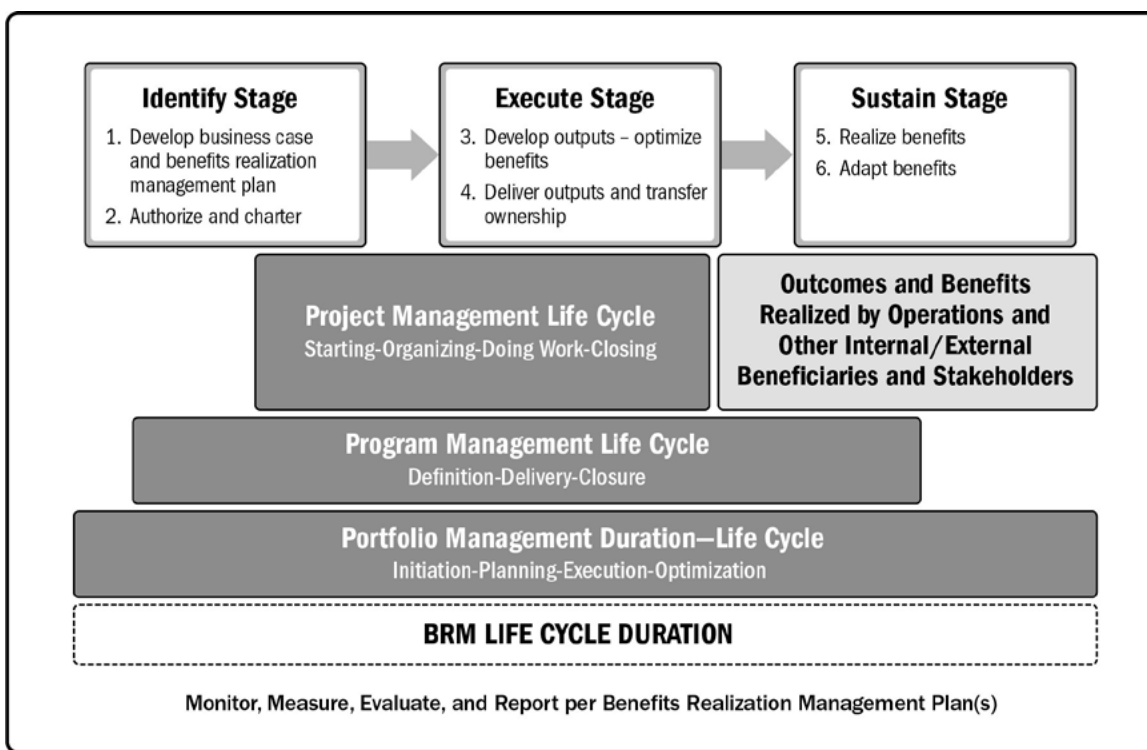 Identify Stage
1. Develop business case
and benefits realization
management plan
2. Authorize and charter
Execute Stage
3. Develop outputs – optimize
benefits
4. Deliver outputs and transfer
ownership
Sustain Stage
5. Realize benefits
6. Adapt benefits
Project Management Life Cycle
Starting-Organizing-Doing Work-Closing
Outcomes and Benefits
Realized by Operations and
Other Internal/External
Beneficiaries and Stakeholders
Program Management Life Cycle
Definition-Delivery-Closure
Portfolio Management Duration—Life Cycle
Initiation-Planning-Execution-Optimization
BRM LIFE CYCLE DURATION
Monitor, Measure, Evaluate, and Report per Benefits Realization Management Plan(s)